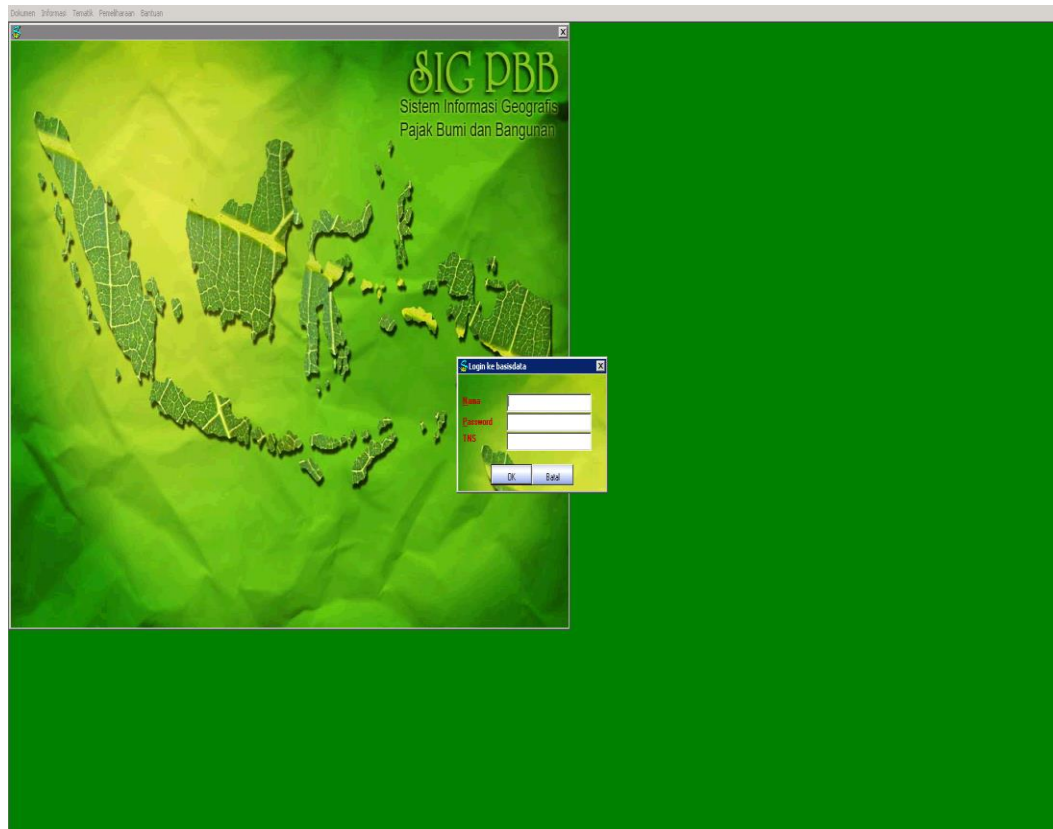 Dokumen Informasi Tematik Pemeliharaan Bantuan
SIG PBB
Sistem Informasi Geografis
Pajak Bumi dan Bangunan
Login ke basisdata
Nama
Password
TNS
OK Batal